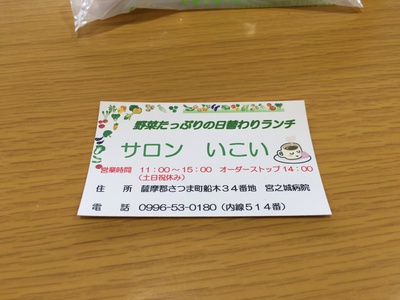 野菜たっぷりの日替わりランチ
サロン　いこい
営業時間　11：00～15：00　オーダーストップ14：00
（土日祝休み）
住　所　薩摩郡さつま町船木３４番地　宮之城病院
電　話　0996-53-0180（内線５１４番）